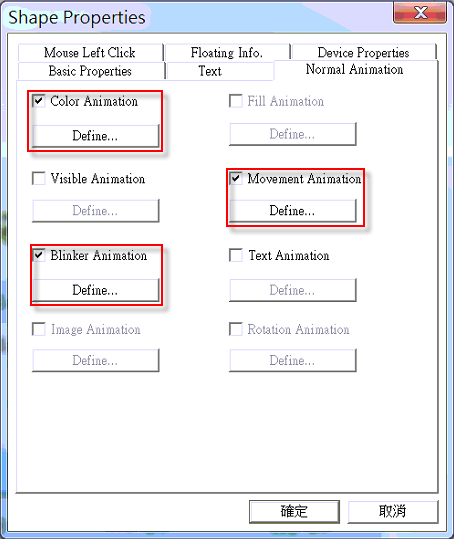 Shape Properties
Mouse Left Click Floating Info. Device Properties
Basic Properties Text Normal Animation
Color Animation Fill Animation
Define... Define...
Visible Animation Movement Animation
Define... Define...
Blinker Animation Text Animation
Define... Define...
Image Animation Rotation Animation
Define... Define...
確定 取消